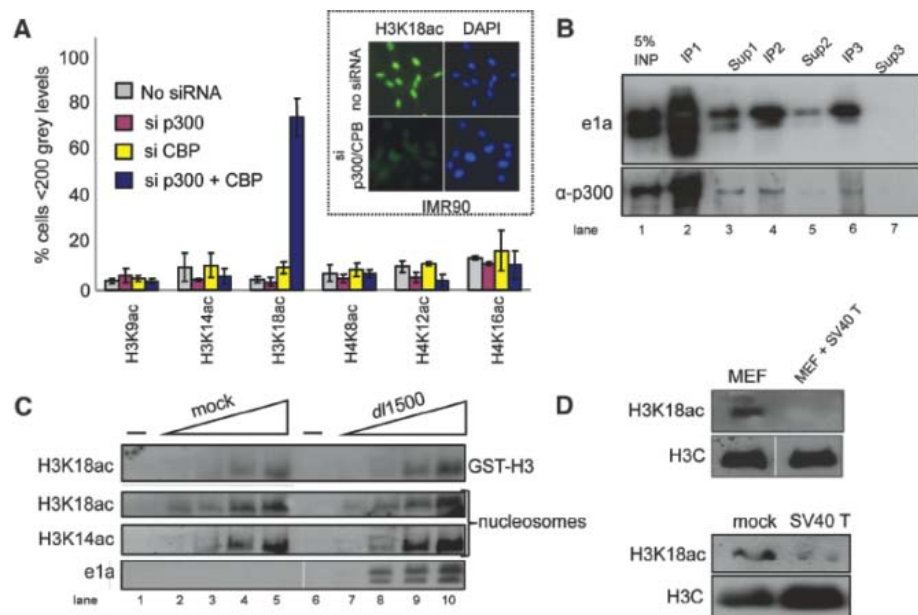 A
H3K18ac DAPI
no siRNA
si
p300/CPB
IMR90
% cells <200 grey levels
100
80
60
40
20
0
No siRNA
si p300
si CBP
si p300 + CBP
H3K9ac
H3K14ac
H3K18ac
H4K8ac
H4K12ac
H4K16ac
B
5%
INP
IP1
Sup1
IP2
Sup2
IP3
Sup3
e1a
α-p300
lane 1 2 3 4 5 6 7
C
mock
dl1500
H3K18ac
GST-H3
H3K18ac
H3K14ac
nucleosomes
e1a
lane 1 2 3 4 5 6 7 8 9 10
D
MEF
MEF + SV40 T
H3K18ac
H3C
mock SV40 T
H3K18ac
H3C